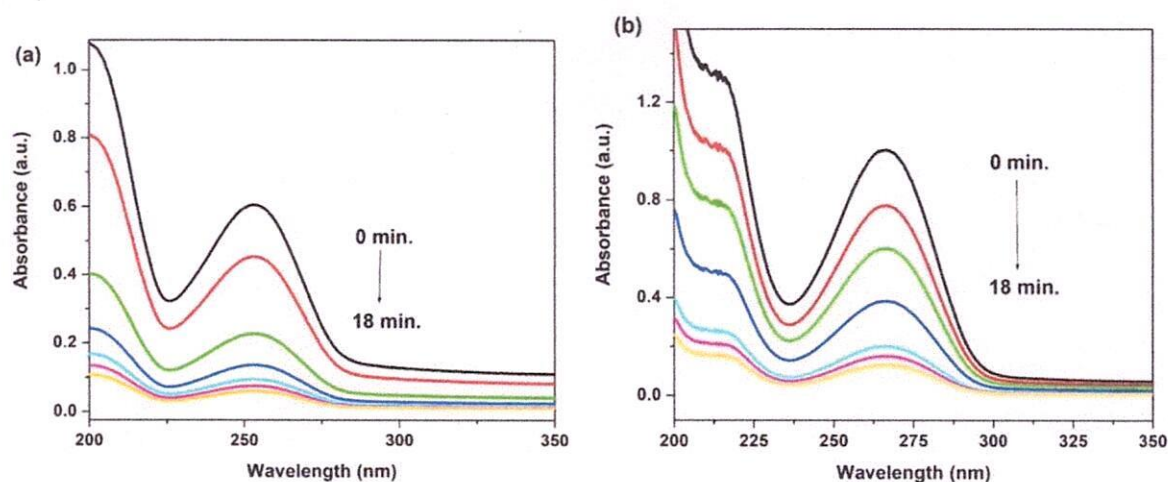 (a)
1.0
0.8
0.6
0.4
0.2
0.0
Absorbance (a.u.)
0 min.
18 min.
200 250 300 350
Wavelength (nm)
(b)
1.2
0.8
0.4
0.0
Absorbance (a.u.)
0 min.
18 min.
200 225 250 275 300 325 350
Wavelength (nm)